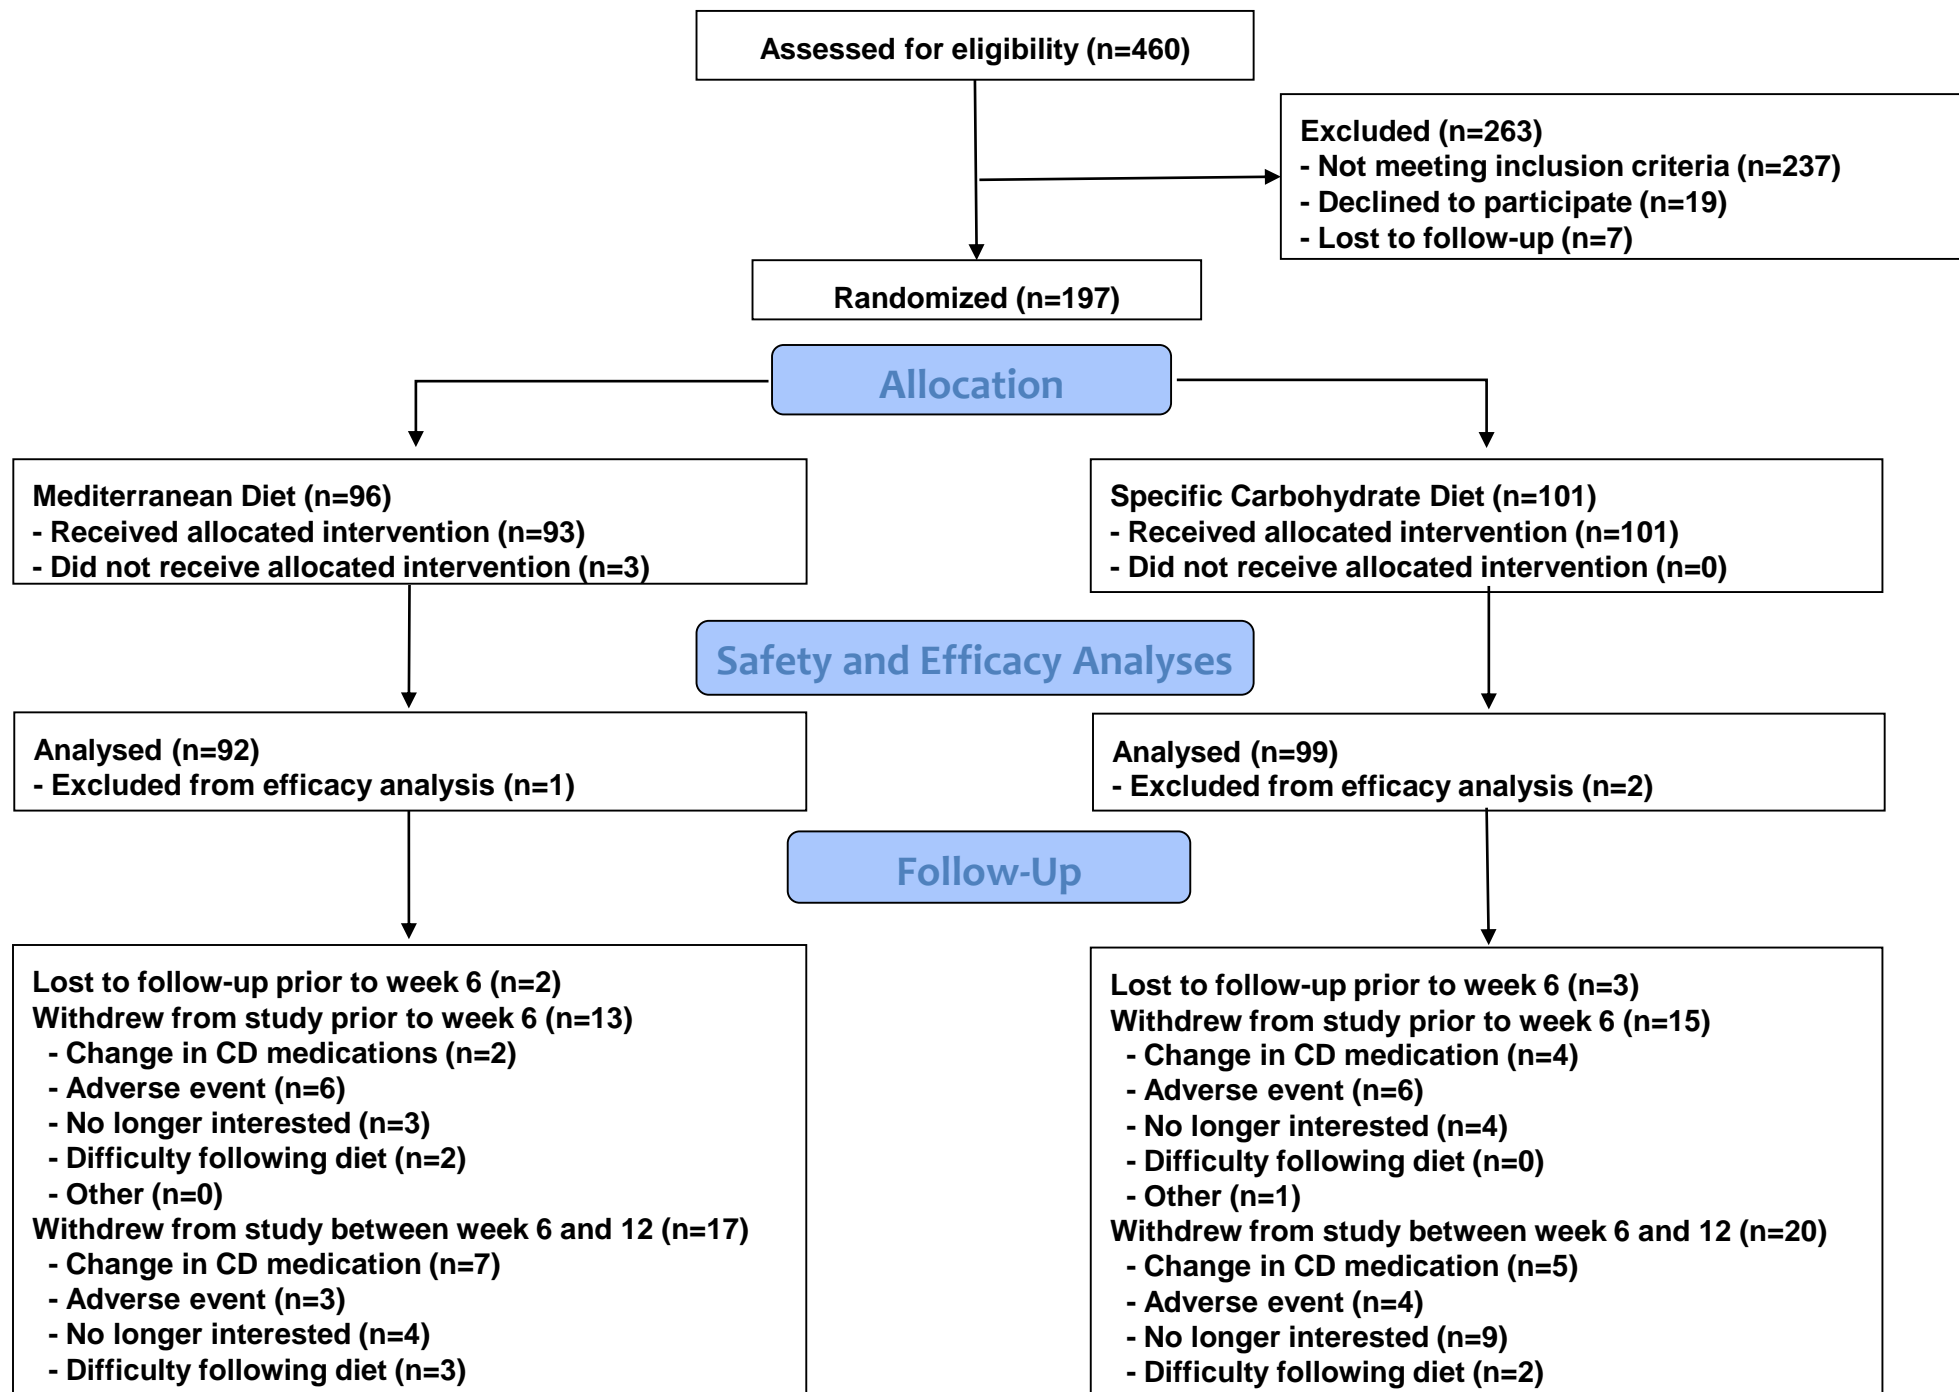 Assessed for eligibility (n=460)
Excluded (n=263)
- Not meeting inclusion criteria (n=237)
- Declined to participate (n=19)
- Lost to follow-up (n=7)
Randomized (n=197)
Allocation
Mediterranean Diet (n=96)
- Received allocated intervention (n=93)
- Did not receive allocated intervention (n=3)
Specific Carbohydrate Diet (n=101)
- Received allocated intervention (n=101)
- Did not receive allocated intervention (n=0)
Safety and Efficacy Analyses
Analysed (n=92)
- Excluded from efficacy analysis (n=1)
Analysed (n=99)
- Excluded from efficacy analysis (n=2)
Follow-Up
Lost to follow-up prior to week 6 (n=2)
Withdrew from study prior to week 6 (n=13)
- Change in CD medications (n=2)
- Adverse event (n=6)
- No longer interested (n=3)
- Difficulty following diet (n=2)
- Other (n=0)
Withdrew from study between week 6 and 12 (n=17)
- Change in CD medication (n=7)
- Adverse event (n=3)
- No longer interested (n=4)
- Difficulty following diet (n=3)
Lost to follow-up prior to week 6 (n=3)
Withdrew from study prior to week 6 (n=15)
- Change in CD medication (n=4)
- Adverse event (n=6)
- No longer interested (n=4)
- Difficulty following diet (n=0)
- Other (n=1)
Withdrew from study between week 6 and 12 (n=20)
- Change in CD medication (n=5)
- Adverse event (n=4)
- No longer interested (n=9)
- Difficulty following diet (n=2)